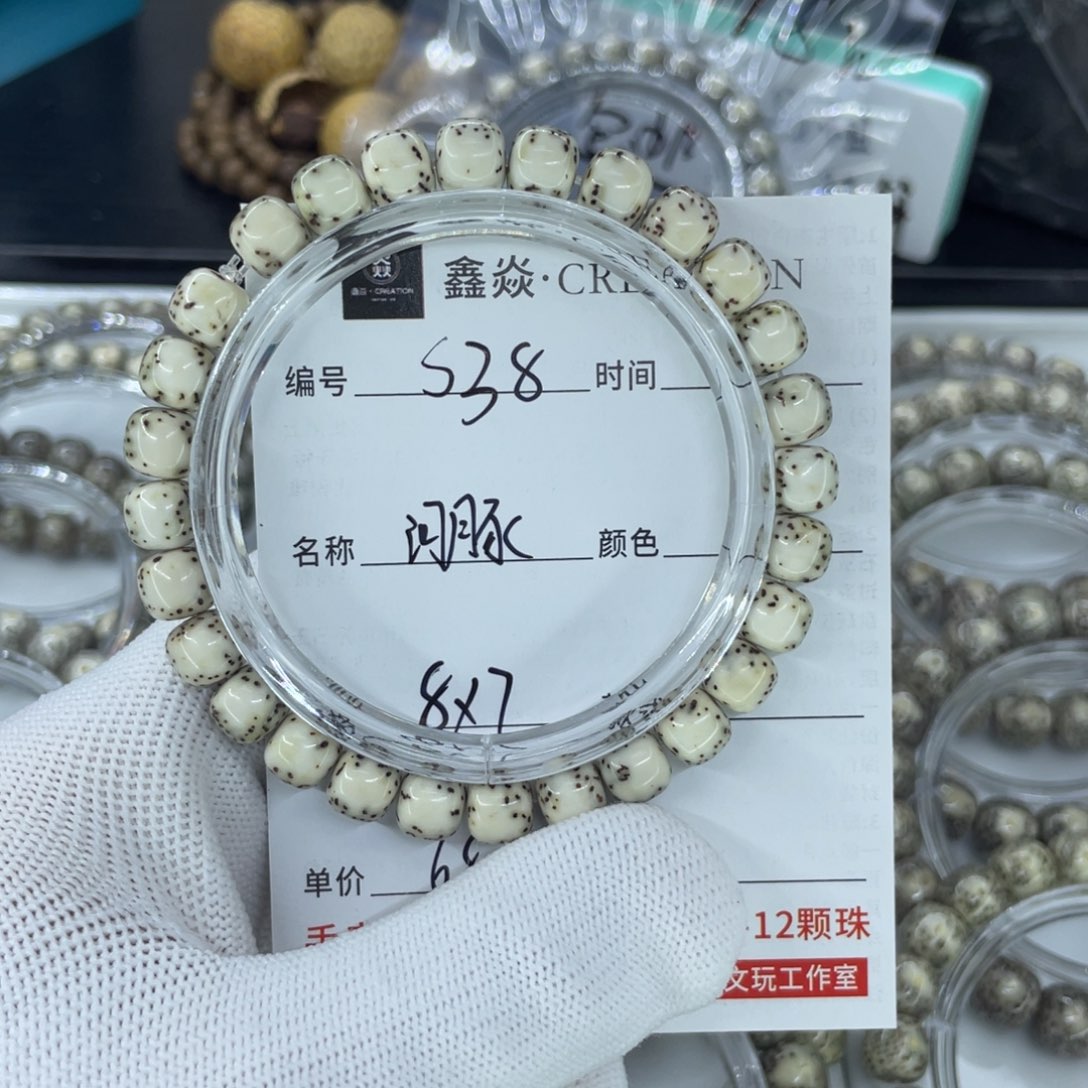 鑫焱·CREATION
编号 S38 时间
名称 河豚 颜色
8X7
单价
12颗珠
文玩工作室